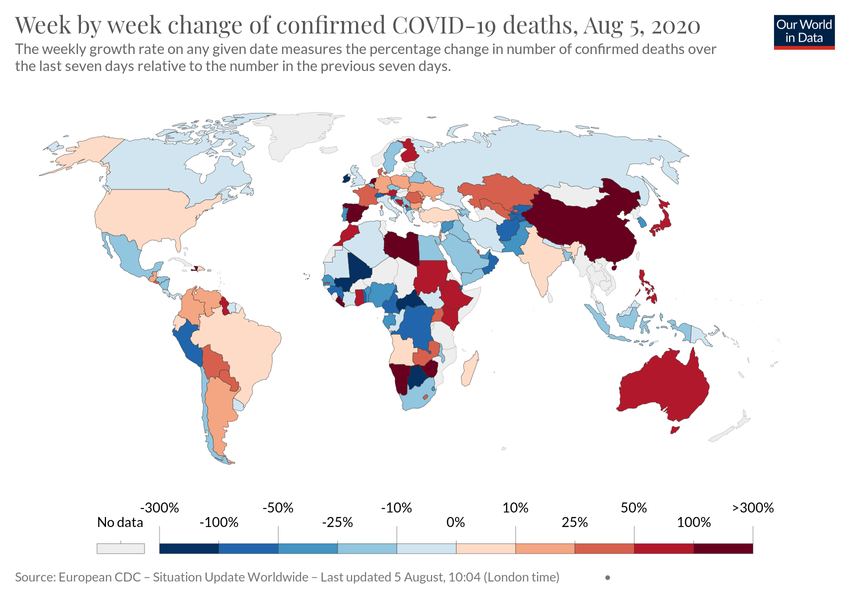 Week by week change of confirmed COVID-19 deaths, Aug 5, 2020
Our World
in Data
The weekly growth rate on any given date measures the percentage change in number of confirmed deaths over
the last seven days relative to the number in the previous seven days.
-300% -50% -10% 10% 50% >300%
No data -100% -25% 0% 25% 100%
Source: European CDC – Situation Update Worldwide – Last updated 5 August, 10:04 (London time)